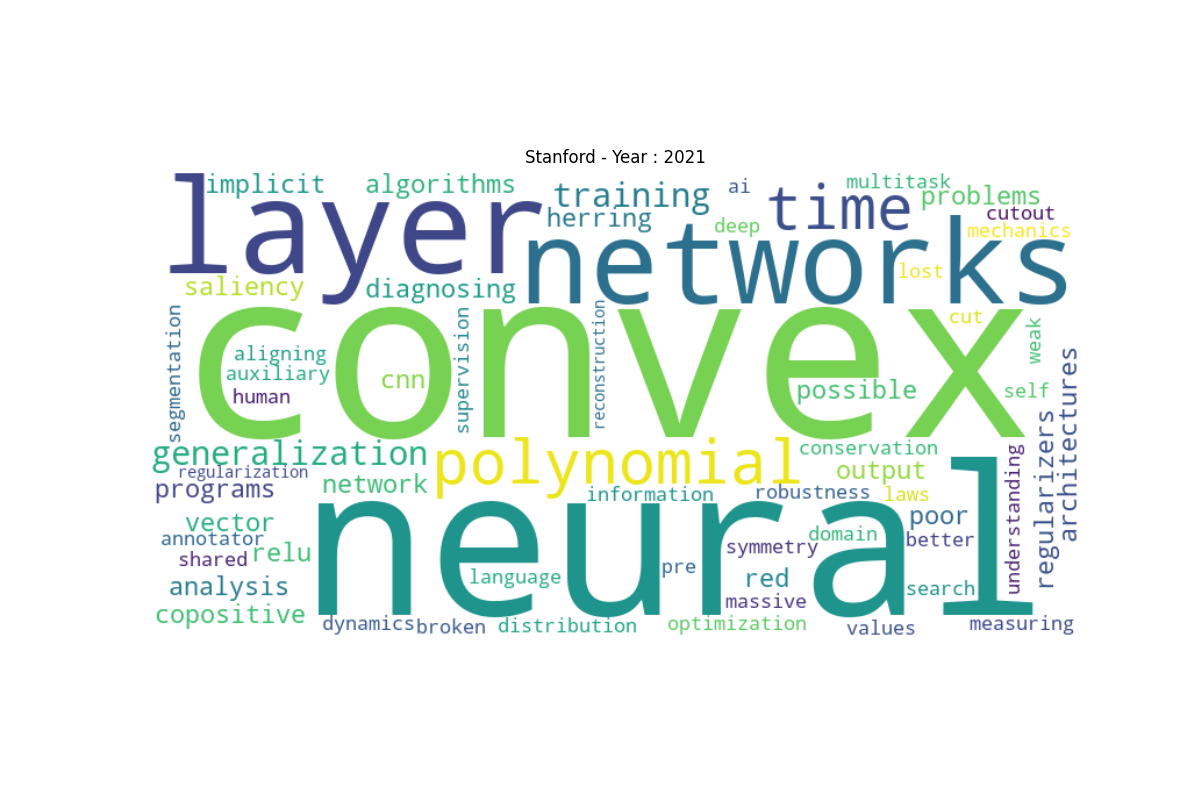 Stanford - Year : 2021
implicit
algorithms
training
ai
multitask
problems
layer
herring
deep
time
cutout
mechanics
networks
lost
saliency
diagnosing
segmentation
convex
supervision
reconstruction
cut
weak
aligning
auxiliary
human
cnn
possible
self
architectures
generalization
polynomial
conservation
regularizers
regularization
programs
network
output
understanding
information
robustness
laws
neural
vector
annotator
shared
relu
poor
better
domain
symmetry
language
pre
red
search
analysis
massive
copositive
dynamics
broken
distribution
optimization
values
measuring